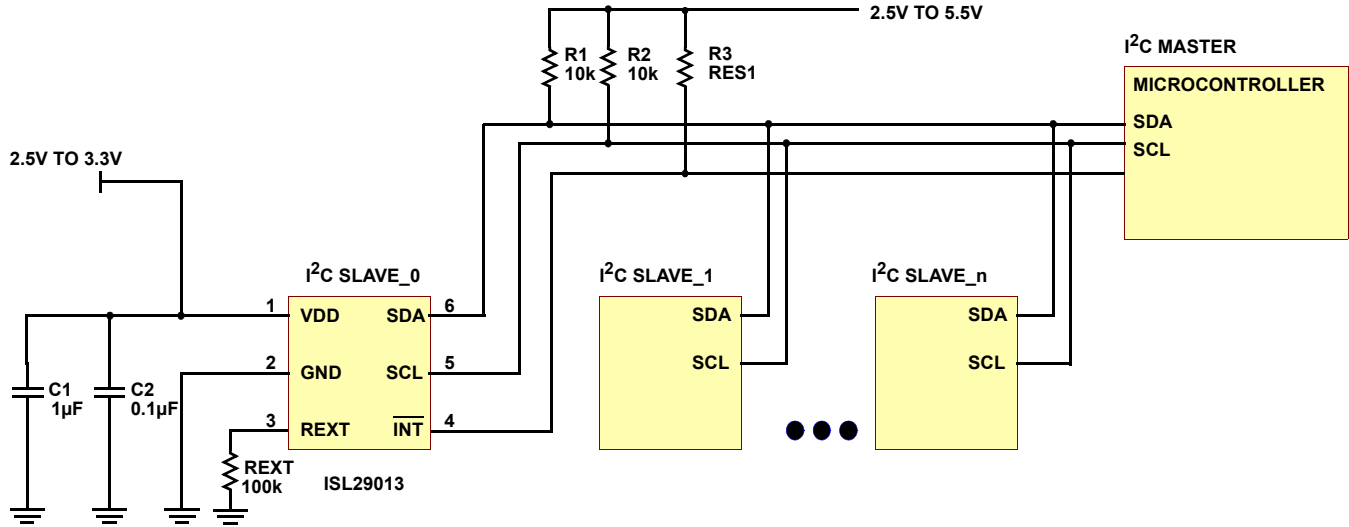 2.5V TO 5.5V
R1
10k
R2
10k
R3
RES1
I²C MASTER
MICROCONTROLLER
SDA
SCL
2.5V TO 3.3V
I²C SLAVE_0
1
VDD
SDA
6
2
GND
SCL
5
3
REXT
INT
4
C1
1µF
C2
0.1µF
REXT
100k
ISL29013
I²C SLAVE_1
SDA
SCL
I²C SLAVE_n
SDA
SCL